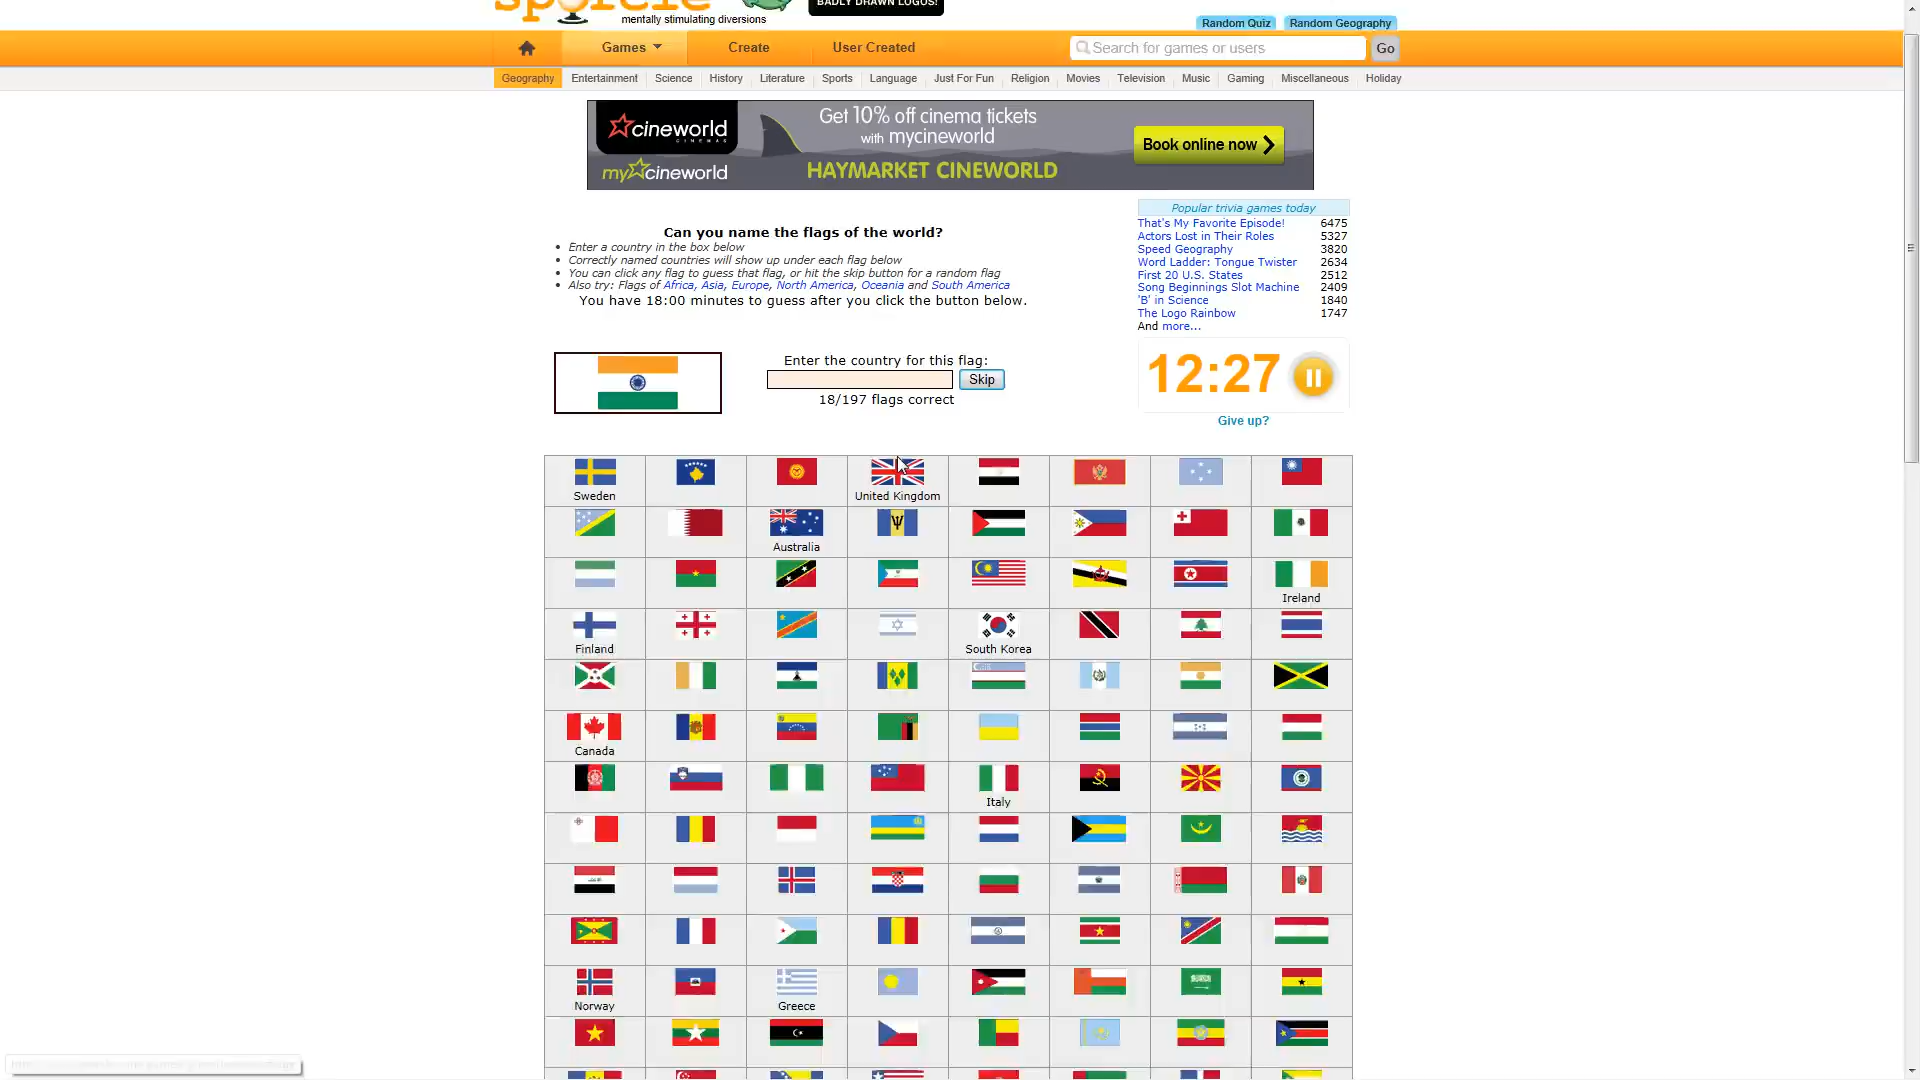 sporcle
mentally stimulating diversions
BADLY DRAWN LOGOS!
Random Quiz
Random Geography
Games
Create
User Created
Search for games or users
Go
Geography
Entertainment
Science
History
Literature
Sports
Language
Just For Fun
Religion
Movies
Television
Music
Gaming
Miscellaneous
Holiday
cineworld
CINEMAS
my cineworld
Get 10% off cinema tickets
with mycineworld
HAYMARKET CINEWORLD
Book online now
Can you name the flags of the world?
• Enter a country in the box below
• Correctly named countries will show up under each flag below
• You can click any flag to guess that flag, or hit the skip button for a random flag
• Also try: Flags of Africa, Asia, Europe, North America, Oceania and South America
You have 18:00 minutes to guess after you click the button below.
Popular trivia games today
That's My Favorite Episode! 6475
Actors Lost in Their Roles 5327
Speed Geography 3820
Word Ladder: Tongue Twister 2634
First 20 U.S. States 2512
Song Beginnings Slot Machine 2409
'B' in Science 1840
The Logo Rainbow 1747
And more...
Enter the country for this flag:
Skip
18/197 flags correct
12:27
Give up?
Sweden
United Kingdom
Australia
Ireland
Finland
South Korea
Canada
Italy
Norway
Greece